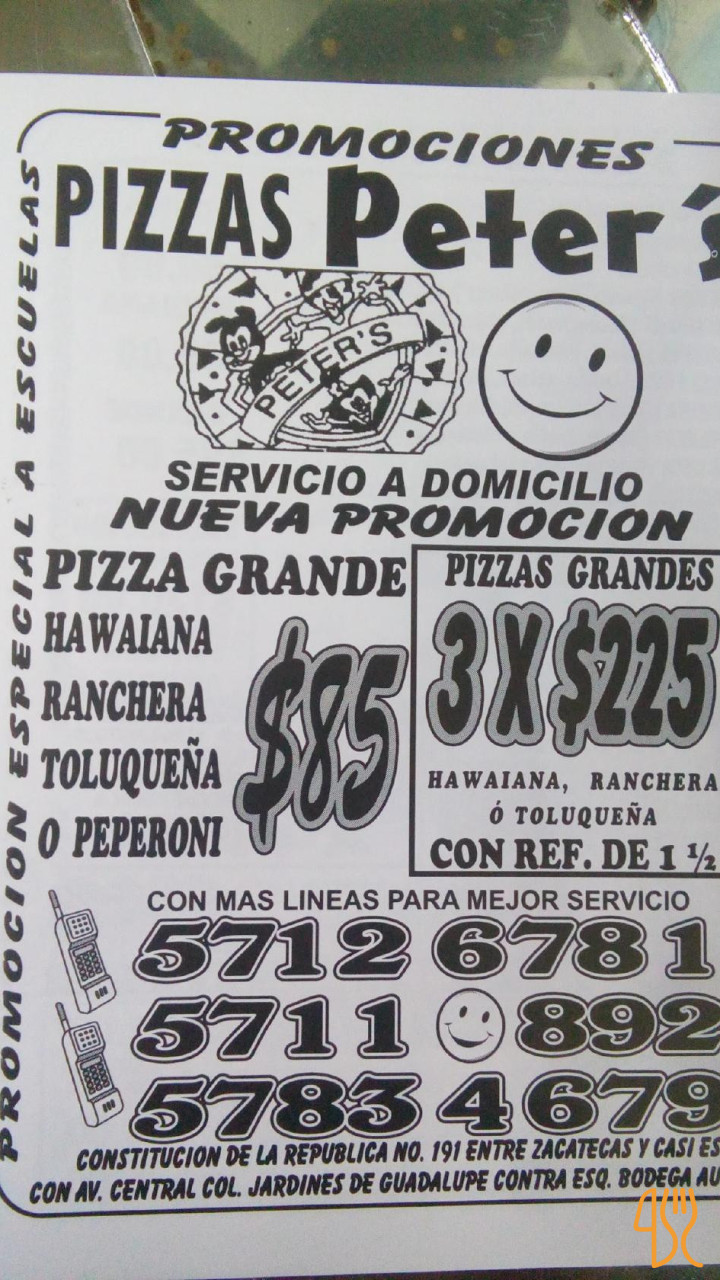 PROMOCIONES
PIZZAS Peter's
PETER'S
SERVICIO A DOMICILIO
NUEVA PROMOCION
PIZZA GRANDE
HAWAIANA
RANCHERA
TOLUQUEÑA
O PEPERONI
$85
PIZZAS GRANDES
3 X $225
HAWAIANA, RANCHERA
Ó TOLUQUEÑA
CON REF. DE 1 ½
CON MAS LINEAS PARA MEJOR SERVICIO
5712 6781
5711 892
5783 4679
CONSTITUCION DE LA REPUBLICA NO. 191 ENTRE ZACATECAS Y CASI ES
CON AV. CENTRAL COL. JARDINES DE GUADALUPE CONTRA ESQ. BODEGA AU
PROMOCION ESPECIAL A ESCUELAS